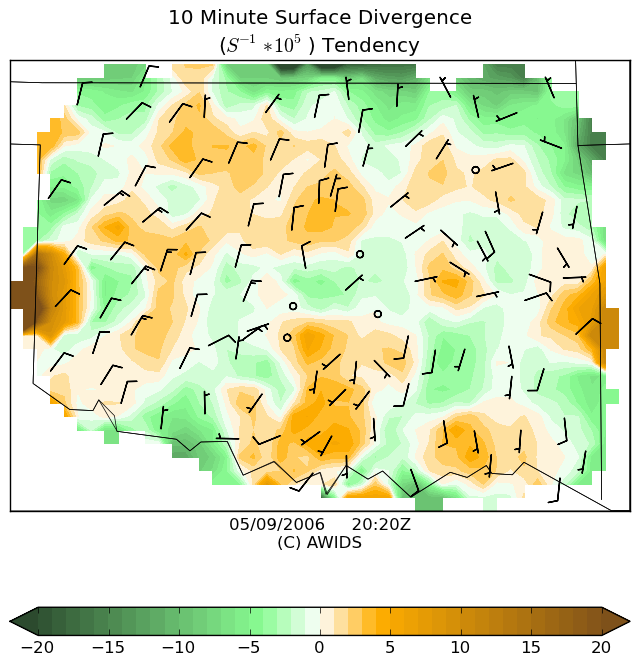 10 Minute Surface Divergence
(S⁻¹ *10⁵ ) Tendency
05/09/2006 20:20Z
(C) AWIDS
−20 −15 −10 −5 0 5 10 15 20